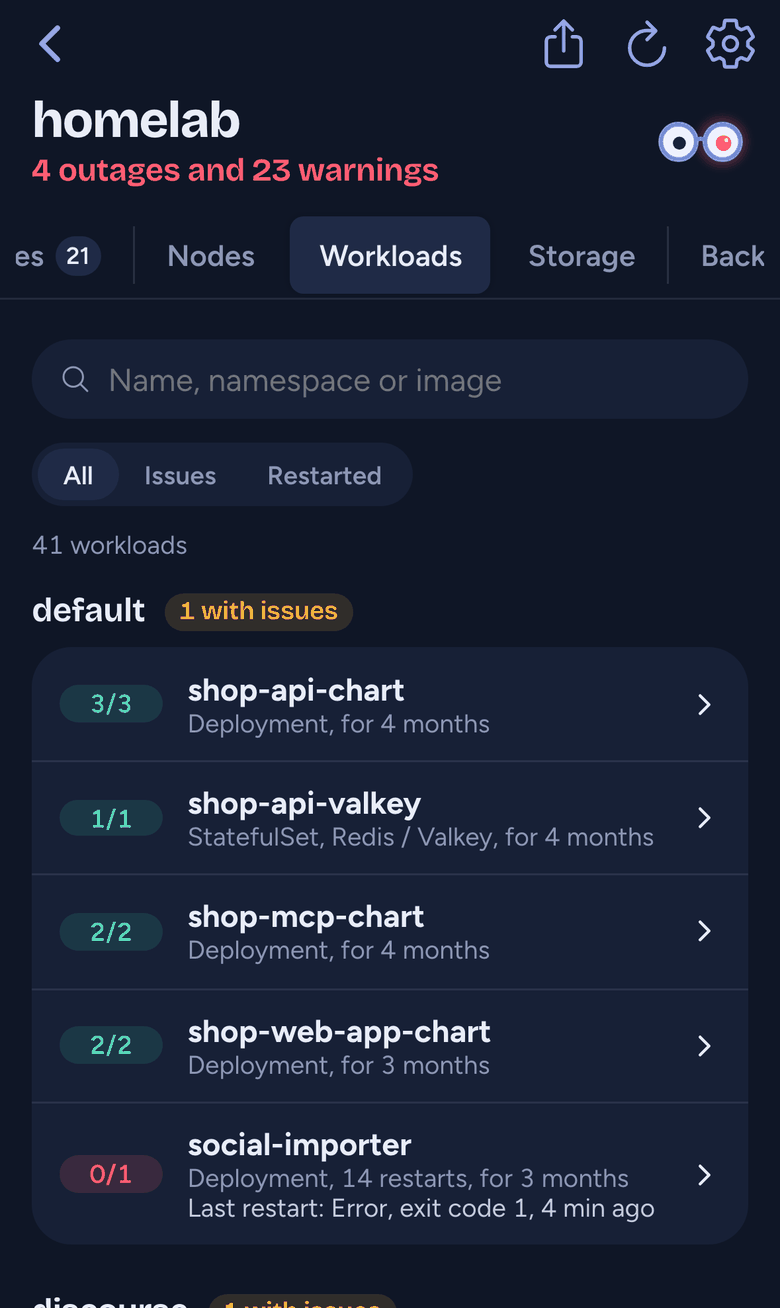 homelab
4 outages and 23 warnings
es 21 Nodes Workloads Storage Back
Name, namespace or image
All Issues Restarted
41 workloads
default 1 with issues
3/3 shop-api-chart
Deployment, for 4 months
1/1 shop-api-valkey
StatefulSet, Redis / Valkey, for 4 months
2/2 shop-mcp-chart
Deployment, for 4 months
2/2 shop-web-app-chart
Deployment, for 3 months
0/1 social-importer
Deployment, 14 restarts, for 3 months
Last restart: Error, exit code 1, 4 min ago
discourse 1 with issues